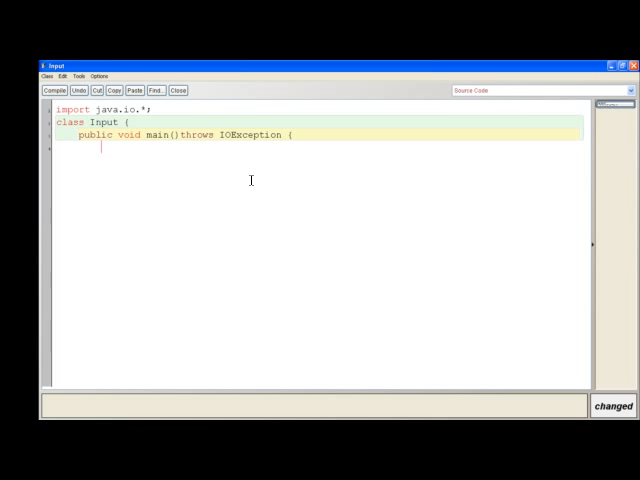 Input
Class Edit Tools Options
Compile Undo Cut Copy Paste Find... Close Source Code
import java.io.*;
class Input {
public void main()throws IOException {
changed